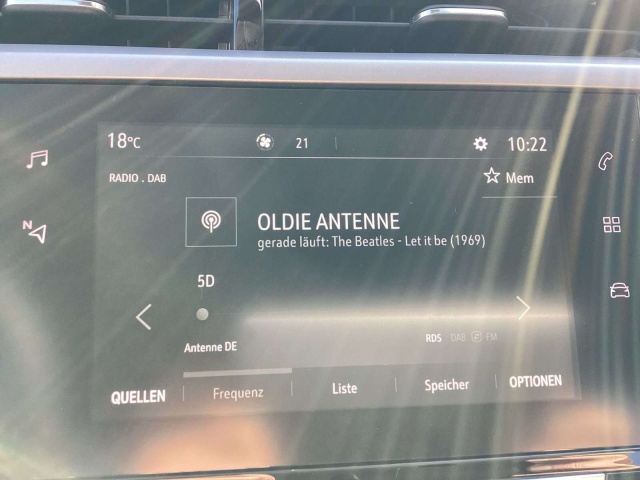 18°C 21 10:22
RADIO . DAB
Mem
OLDIE ANTENNE
gerade läuft: The Beatles - Let it be (1969)
N
5D
Antenne DE
RDS DAB FM
QUELLEN Frequenz Liste Speicher OPTIONEN